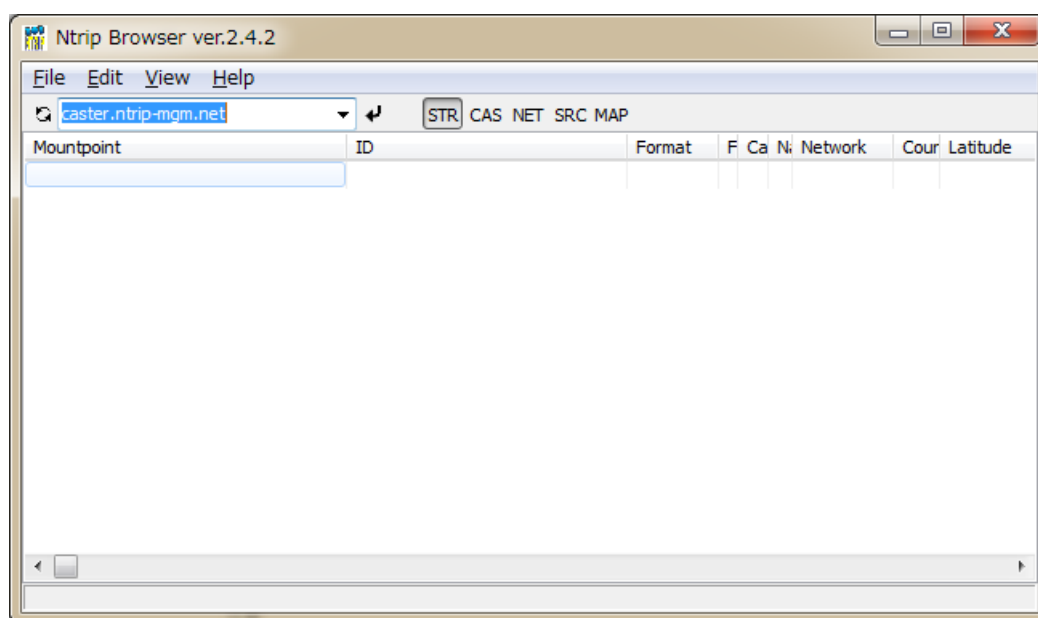 Ntrip Browser ver.2.4.2
File Edit View Help
caster.ntrip-mgm.net STR CAS NET SRC MAP
Mountpoint ID Format F Ca Na Network Cour Latitude